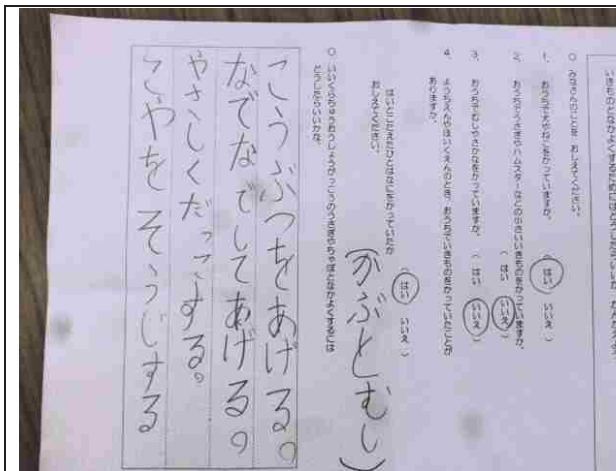 いきものとなかよくするためにはどうしたらいいか
○ みなさんのことを おしえてください。
1. おうちで犬やねこをかっていますか。
( はい いいえ )
2. おうちでうさぎやハムスターなどの小さいいきものをかっていますか。
( はい いいえ )
3. おうちでむしやさかなをかっていますか。
( はい いいえ )
4. ようちえんやほいくえんのとき、おうちでいきものをかっていたことが
ありますか。
( はい いいえ )
はいとこたえたひとはなにをかっていたか
おしえてください。
(かぶとむし)
○ いいくらちゅうおうしょうがっこうのうさぎやちゃぼとなかよくするには
どうしたらいいかな。
こうぶつをあげる。
なでなでしてあげる。
やさしくだっこする。
こやをそうじする